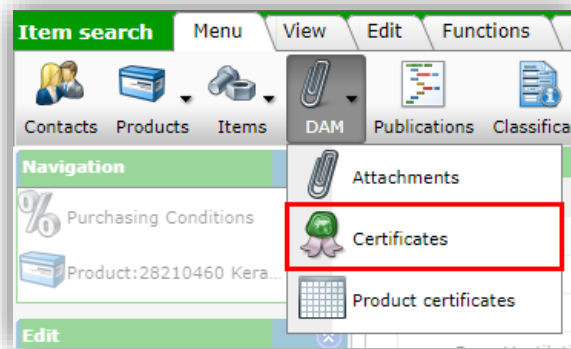 Item search Menu View Edit Functions
Contacts Products Items DAM Publications Classifica
Navigation
Attachments
Purchasing Conditions
Certificates
Product:28210460 Kera...
Product certificates
Edit